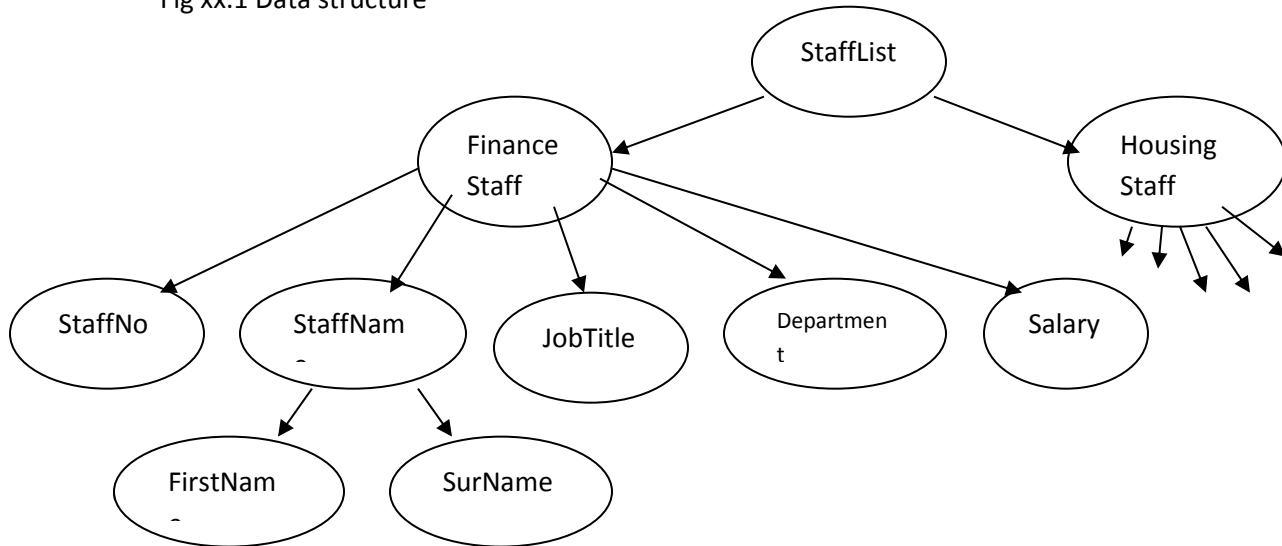 Fig xx.1 Data structure
StaffList
Finance
Staff
Housing
Staff
StaffNo
StaffNam
JobTitle
Departmen
t
Salary
FirstNam
SurName